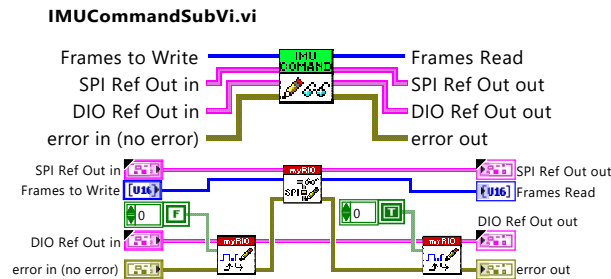 IMUCommandSubVi.vi
Frames to Write IMU COMAND Frames Read
SPI Ref Out in SPI Ref Out out
DIO Ref Out in DIO Ref Out out
error in (no error) error out
SPI Ref Out in myRIO SPI Ref Out out
Frames to Write [U16] SPI [U16] Frames Read
0 F 0 T DIO Ref Out out
DIO Ref Out in myRIO myRIO
error in (no error) error out